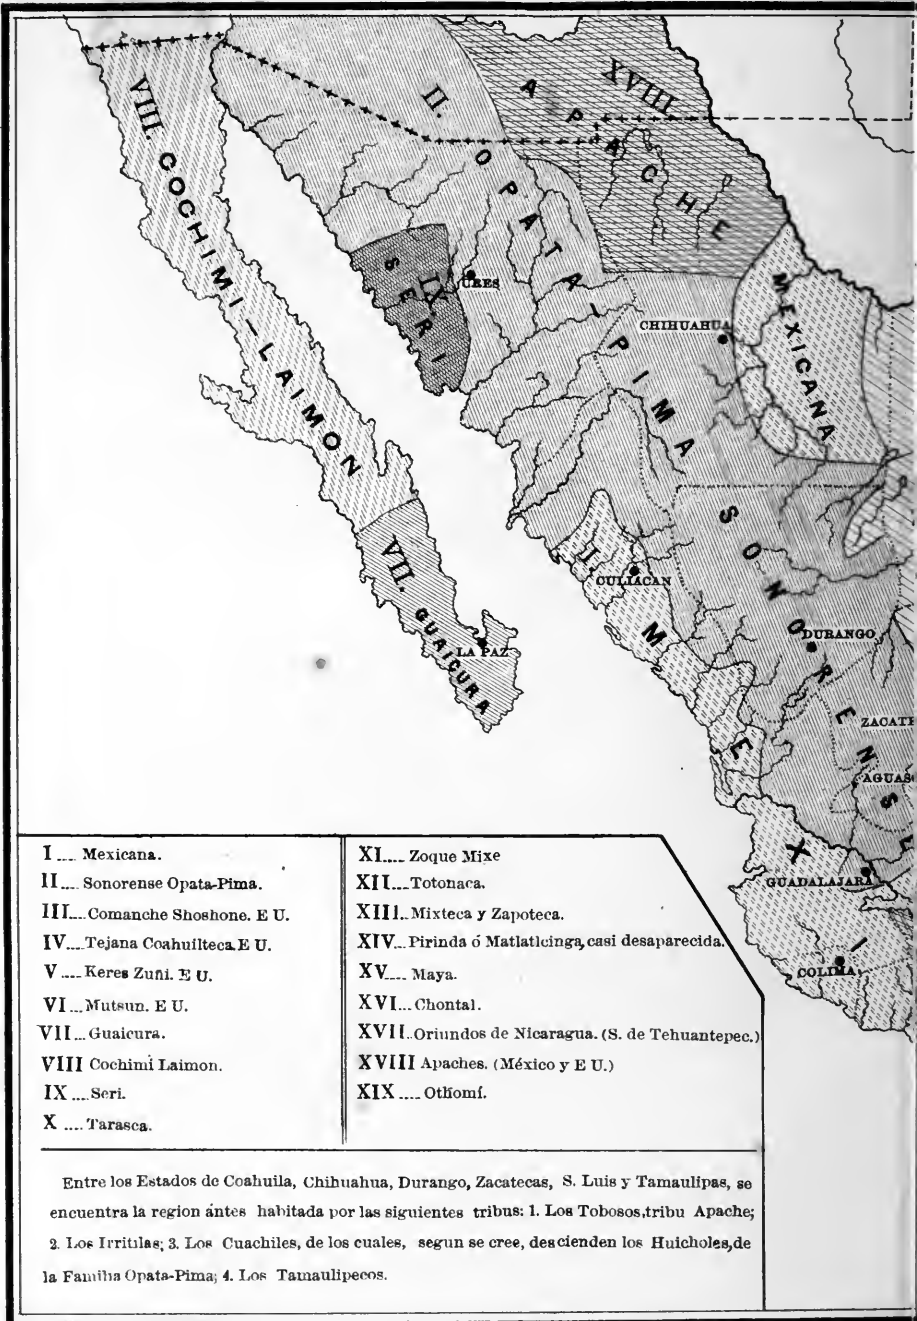 VIII. COCHIMI–LAIMON
II. OPATA–PIMA
XVIII
APACHE
SERI
IX.
URES
CHIHUAHUA
MEXICANA
SONORENS
VII. GUAICURA
LA PAZ
I.
CULIACAN
MEXI
DURANGO
ZACATE
AGUAS
GUADALAJARA
COLIMA
I.... Mexicana.
II.... Sonorense Opata-Pima.
III.... Comanche Shoshone. E U.
IV.... Tejana Coahuilteca. E U.
V.... Keres Zuñi. E U.
VI.... Mutsun. E U.
VII... Guaicura.
VIII Cochimí Laimon.
IX.... Seri.
X.... Tarasca.
XI.... Zoque Mixe
XII.... Totonaca.
XIII.. Mixteca y Zapoteca.
XIV... Pirinda ó Matlatlcinga, casi desaparecida.
XV.... Maya.
XVI... Chontal.
XVII.. Oriundos de Nicaragua. (S. de Tehuantepec.)
XVIII Apaches. (México y E U.)
XIX.... Othomí.
Entre los Estados de Coahuila, Chihuahua, Durango, Zacatecas, S. Luis y Tamaulipas, se
encuentra la region ántes habitada por las siguientes tribus: 1. Los Tobosos, tribu Apache;
2. Los Irritilas; 3. Los Cuachiles, de los cuales, segun se cree, descienden los Huicholes, de
la Familia Opata-Pima; 4. Los Tamaulipecos.